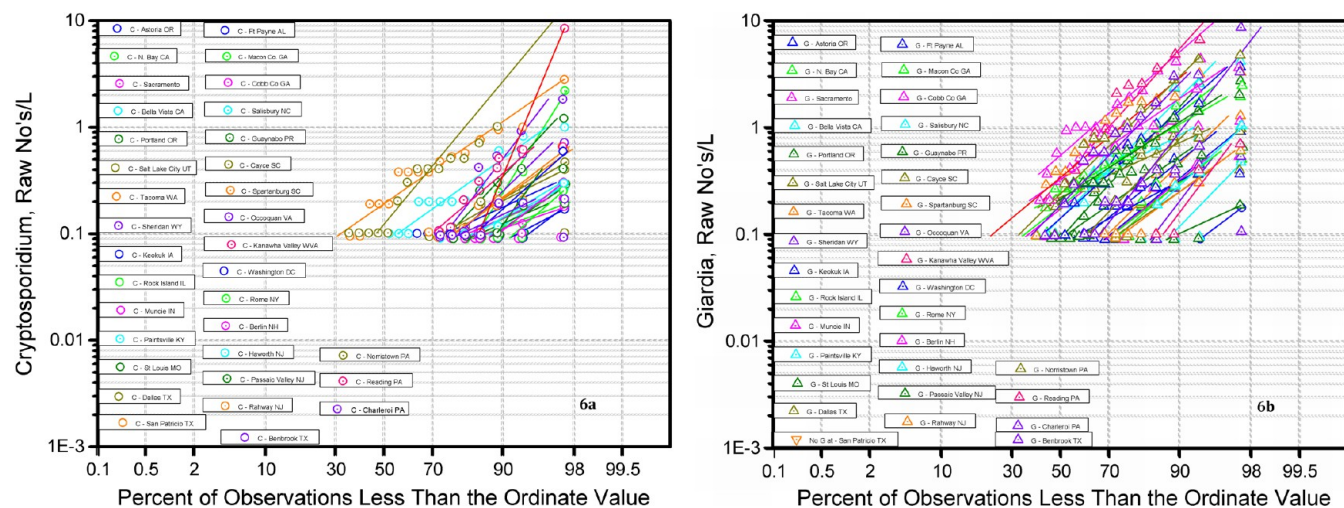 Cryptosporidium, Raw No's/L
10
1
0.1
0.01
1E-3
C - Astoria OR
C - N. Bay CA
C - Sacramento
C - Bella Vista CA
C - Portland OR
C - Salt Lake City UT
C - Tacoma WA
C - Sheridan WY
C - Keokuk IA
C - Rock Island IL
C - Muncie IN
C - Paintsville KY
C - St Louis MO
C - Dallas TX
C - San Patricio TX
C - Ft Payne AL
C - Macon Co. GA
C - Cobb Co GA
C - Salisbury NC
C - Guaynabo PR
C - Cayce SC
C - Spartanburg SC
C - Occoquan VA
C - Kanawha Valley WVA
C - Washington DC
C - Rome NY
C - Berlin NH
C - Haworth NJ
C - Passaic Valley NJ
C - Rahway NJ
C - Benbrook TX
C - Norristown PA
C - Reading PA
C - Charleroi PA
6a
0.1 0.5 2 10 30 50 70 90 98 99.5
Percent of Observations Less Than the Ordinate Value
Giardia, Raw No's/L
10
1
0.1
0.01
1E-3
G - Astoria OR
G - N. Bay CA
G - Sacramento
G - Bella Vista CA
G - Portland OR
G - Salt Lake City UT
G - Tacoma WA
G - Sheridan WY
G - Keokuk IA
G - Rock Island IL
G - Muncie IN
G - Paintsville KY
G - St Louis MO
G - Dallas TX
No G at - San Patricio TX
G - Ft Payne AL
G - Macon Co GA
G - Cobb Co GA
G - Salisbury NC
G - Guaynabo PR
G - Cayce SC
G - Spartanburg SC
G - Occoquan VA
G - Kanawha Valley WVA
G - Washington DC
G - Rome NY
G - Berlin NH
G - Haworth NJ
G - Passaic Valley NJ
G - Rahway NJ
G - Norristown PA
G - Reading PA
G - Charleroi PA
G - Benbrook TX
6b
0.1 0.5 2 10 30 50 70 90 98 99.5
Percent of Observations Less Than the Ordinate Value